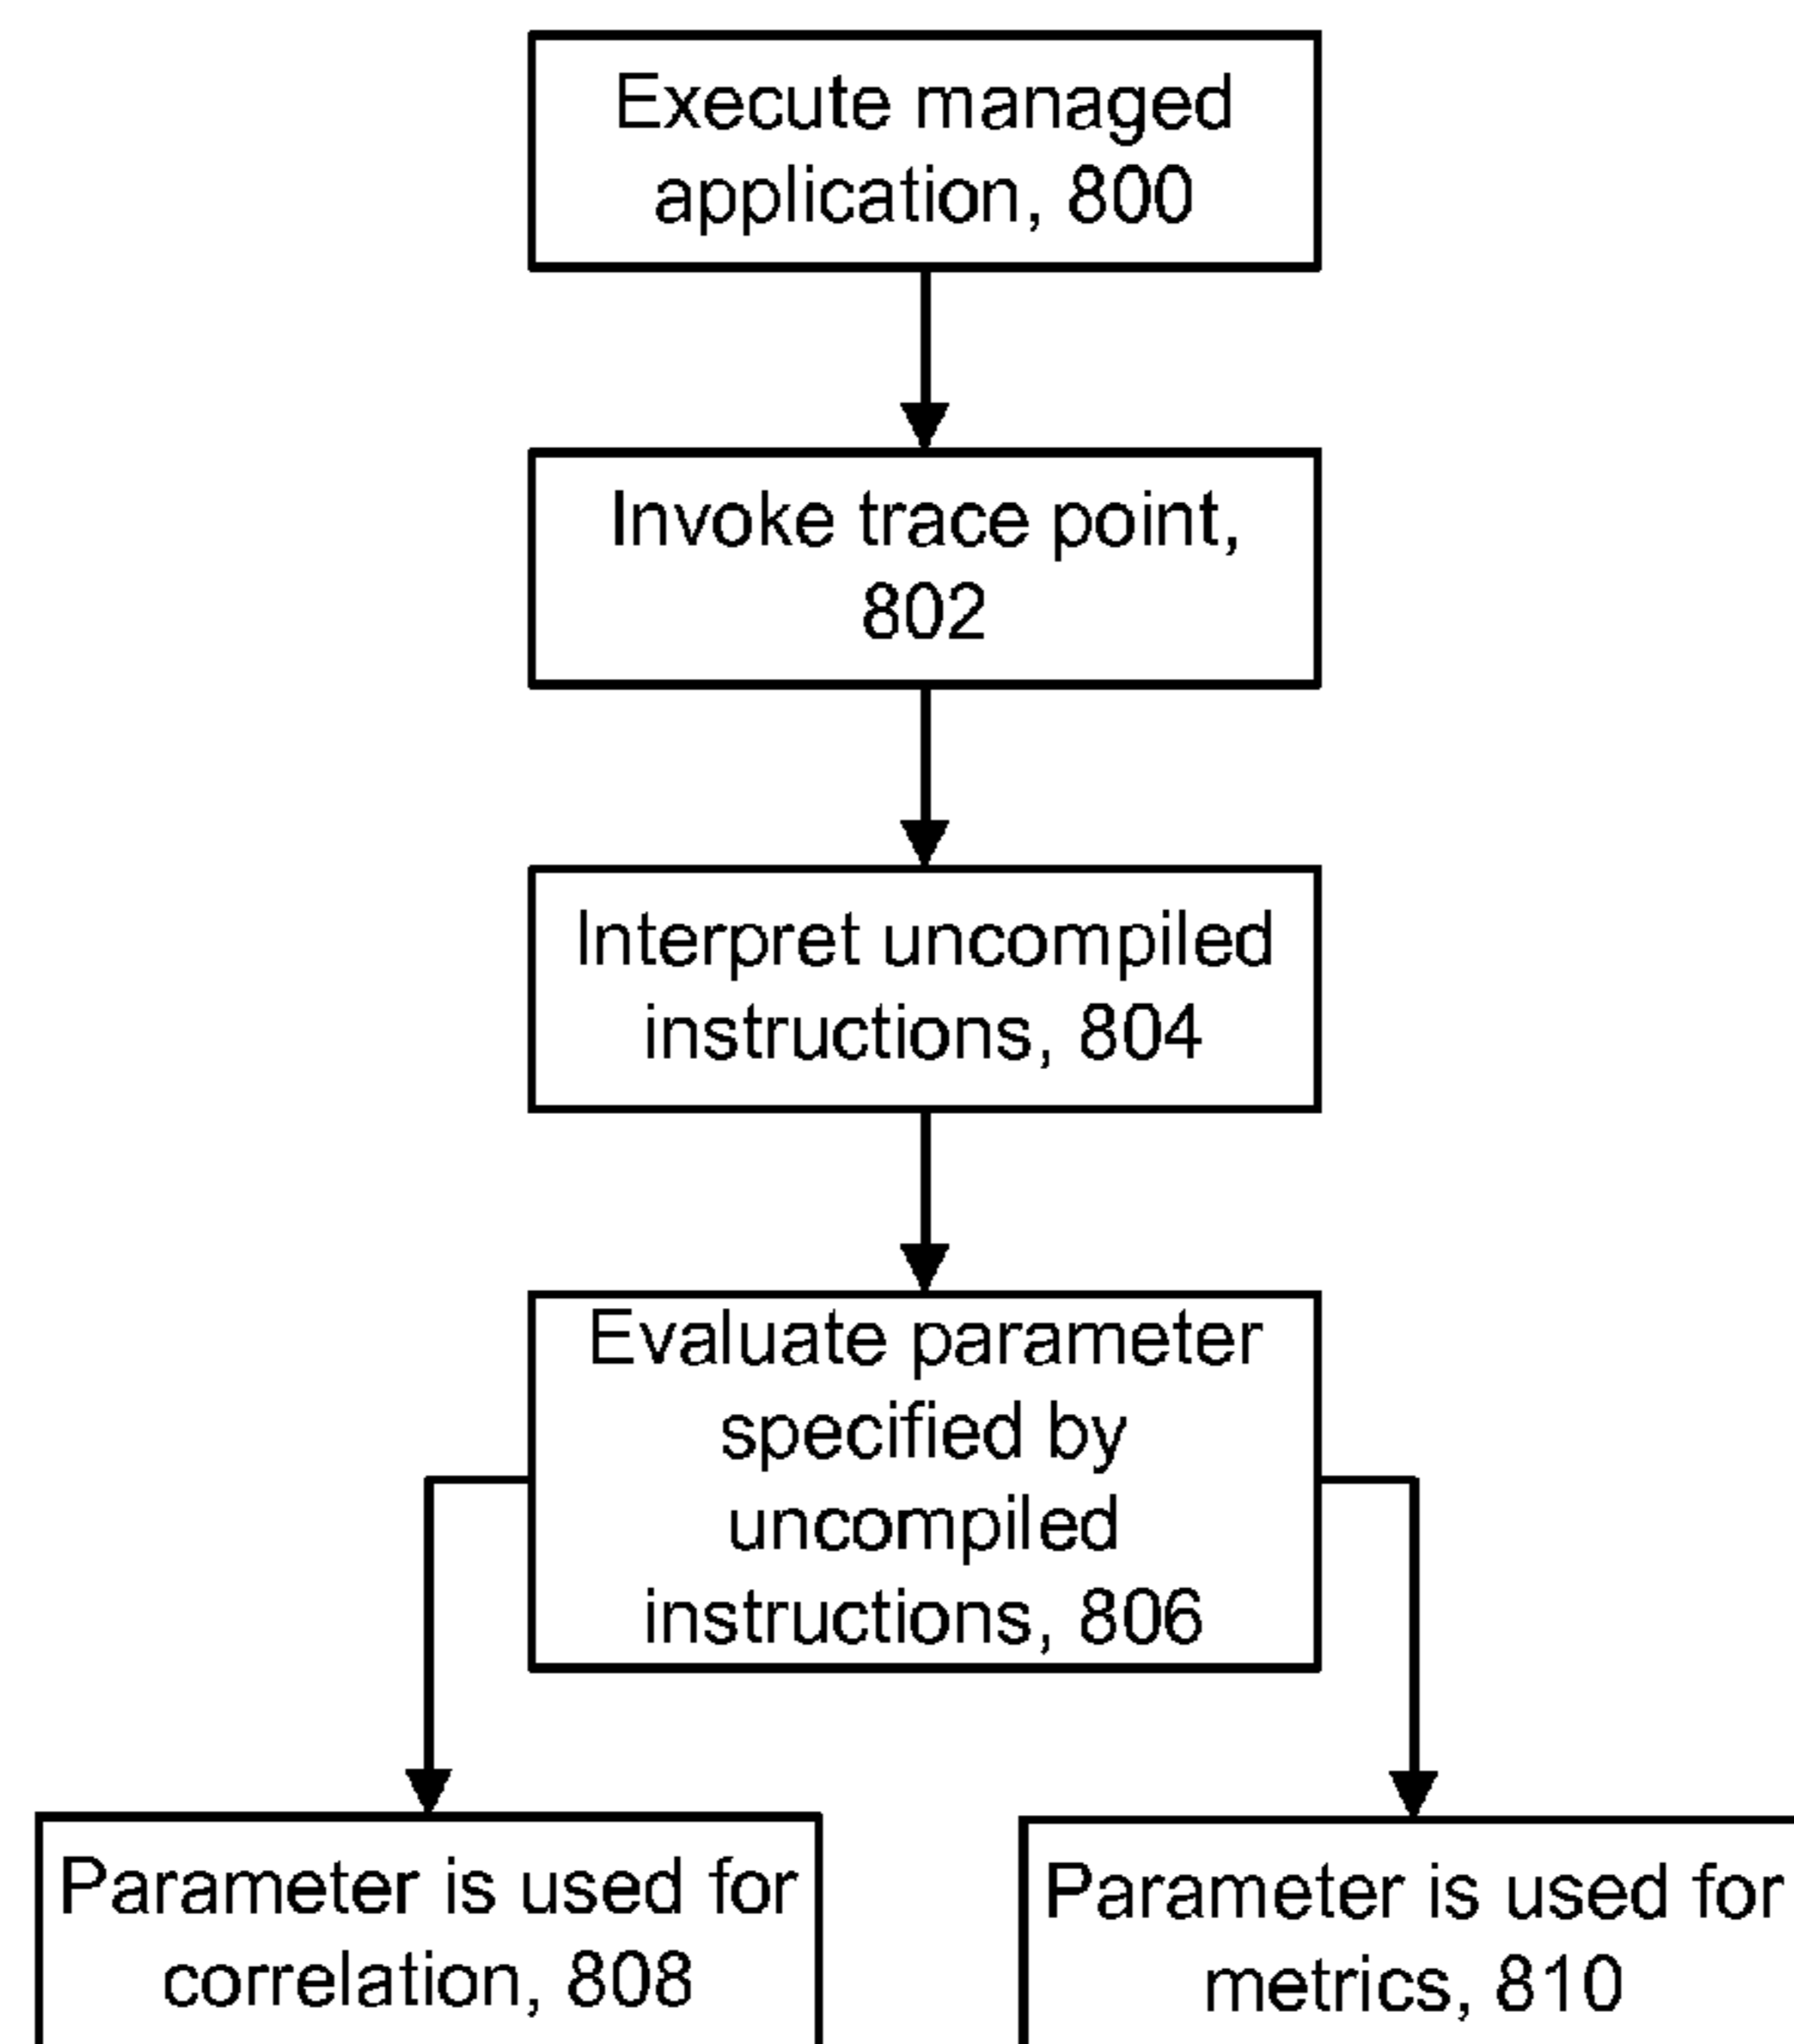 Execute managed
application, 800
Invoke trace point,
802
Interpret uncompiled
instructions, 804
Evaluate parameter
specified by
uncompiled
instructions, 806
Parameter is used for
correlation, 808
Parameter is used for
metrics, 810